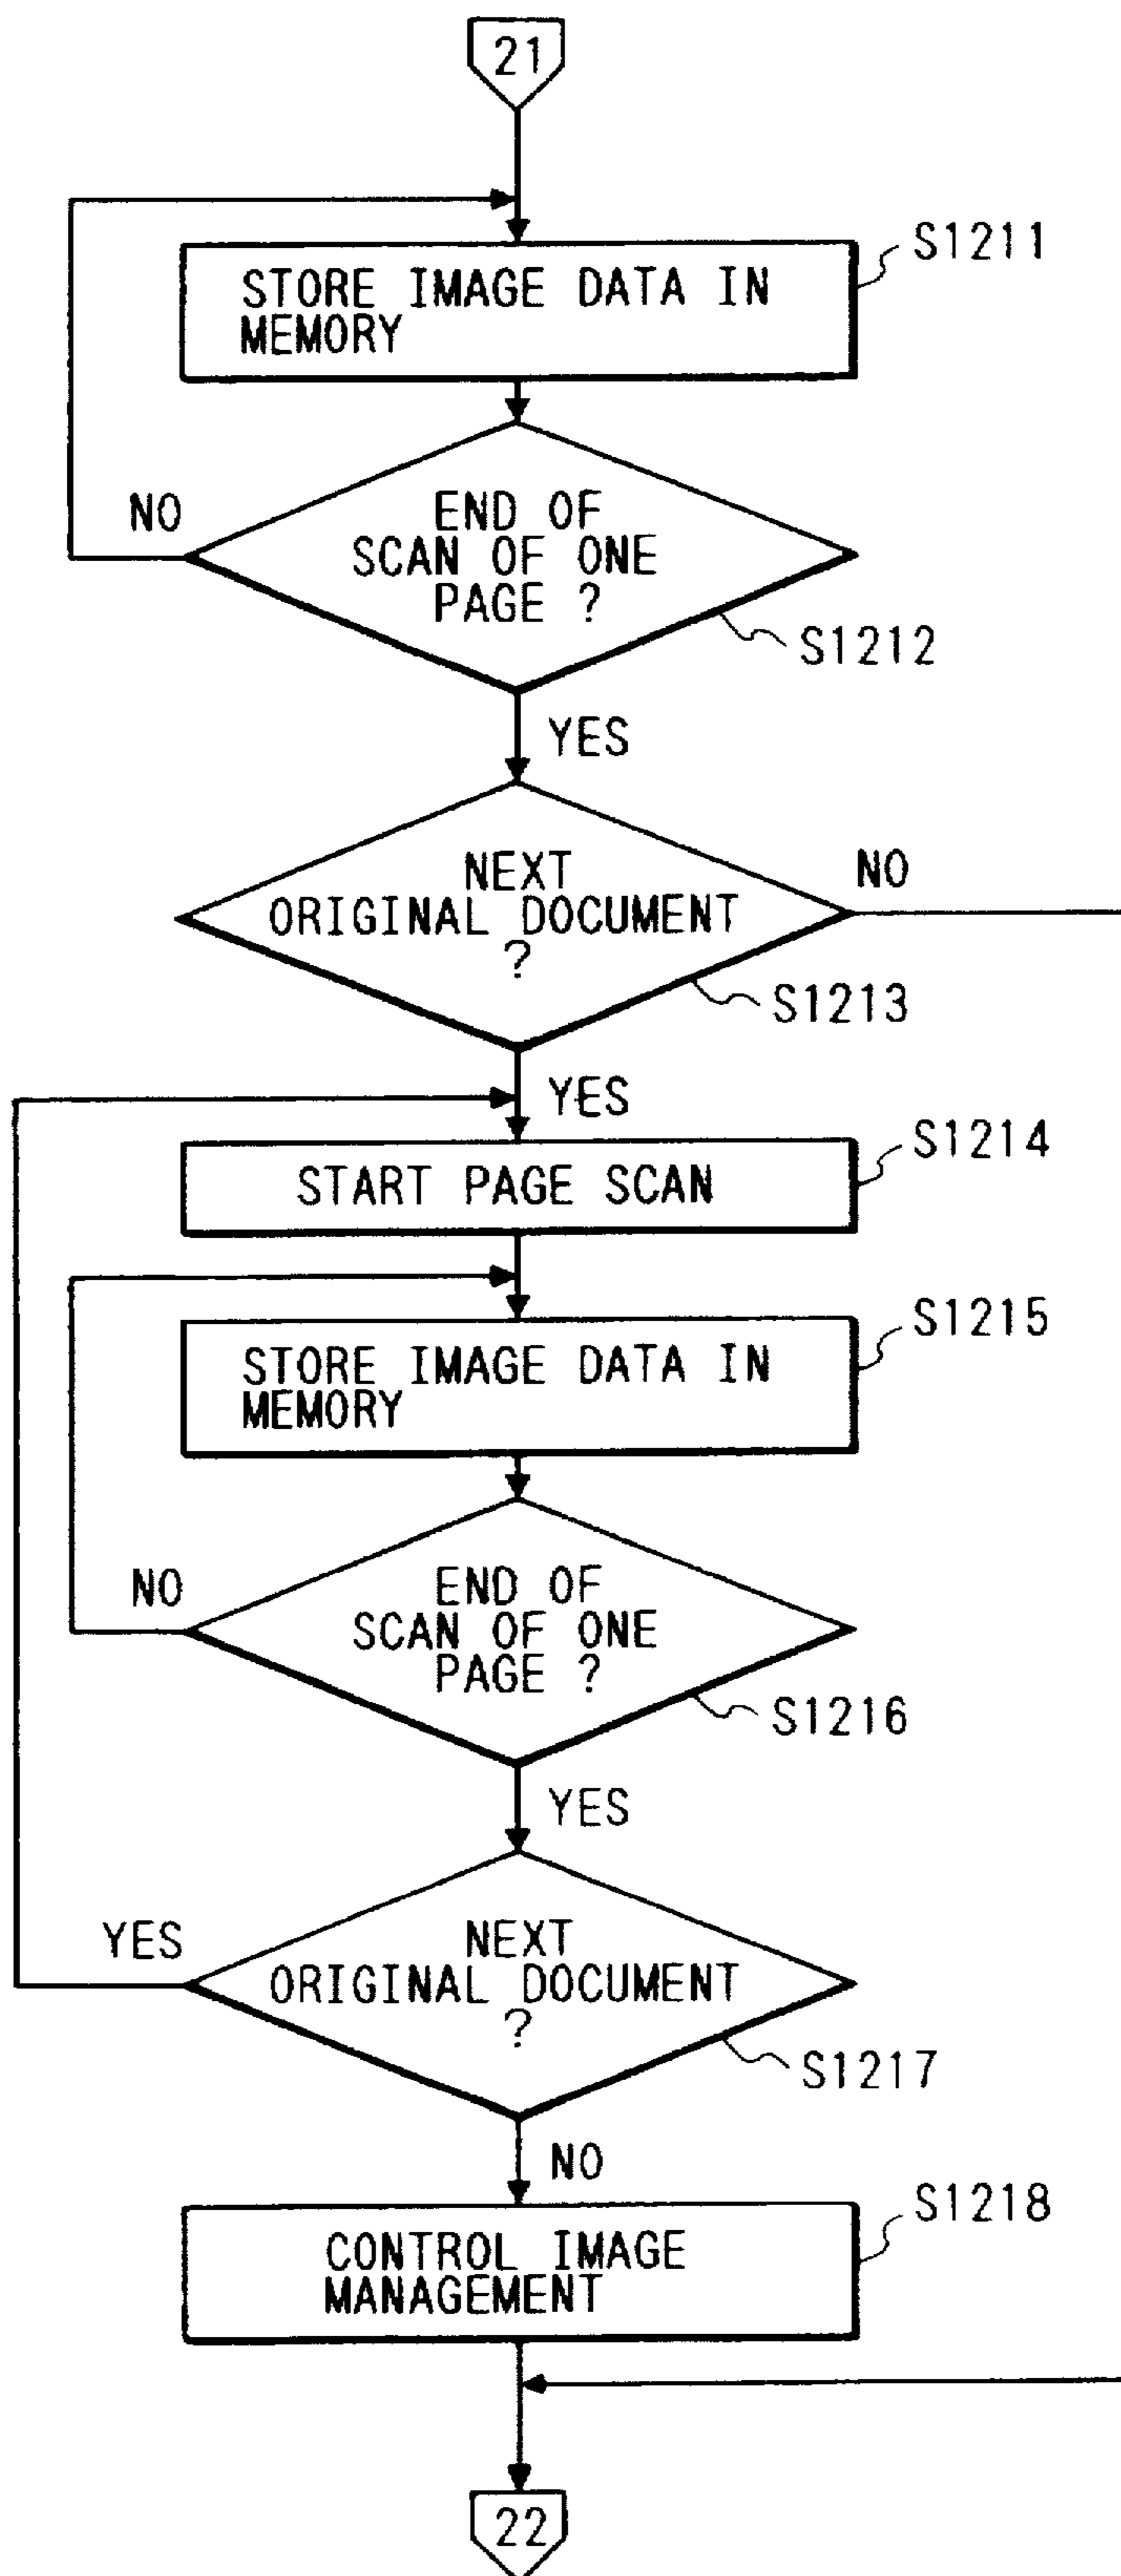 21
S1211
STORE IMAGE DATA IN
MEMORY
NO
END OF
SCAN OF ONE
PAGE ?
S1212
YES
NEXT
ORIGINAL DOCUMENT
?
NO
S1213
YES
S1214
START PAGE SCAN
S1215
STORE IMAGE DATA IN
MEMORY
NO
END OF
SCAN OF ONE
PAGE ?
S1216
YES
YES
NEXT
ORIGINAL DOCUMENT
?
S1217
NO
S1218
CONTROL IMAGE
MANAGEMENT
22